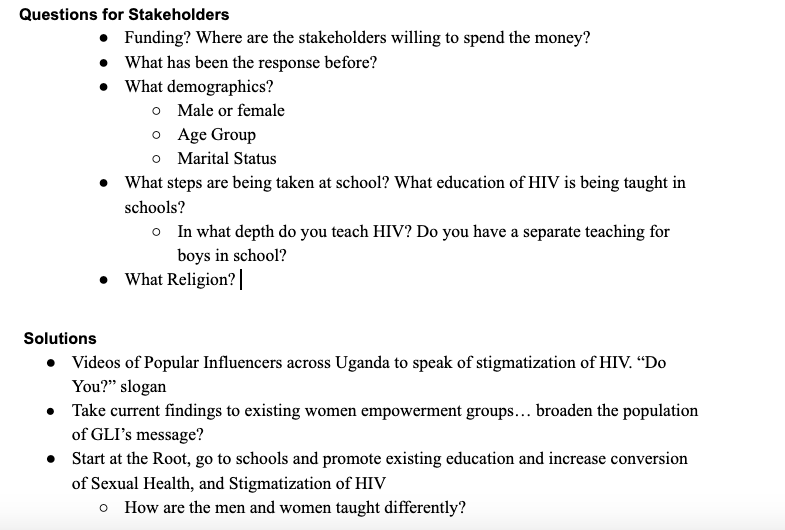 Questions for Stakeholders
● Funding? Where are the stakeholders willing to spend the money?
● What has been the response before?
● What demographics?
○ Male or female
○ Age Group
○ Marital Status
● What steps are being taken at school? What education of HIV is being taught in
schools?
○ In what depth do you teach HIV? Do you have a separate teaching for
boys in school?
● What Religion?
Solutions
● Videos of Popular Influencers across Uganda to speak of stigmatization of HIV. “Do
You?” slogan
● Take current findings to existing women empowerment groups… broaden the population
of GLI’s message?
● Start at the Root, go to schools and promote existing education and increase conversion
of Sexual Health, and Stigmatization of HIV
○ How are the men and women taught differently?